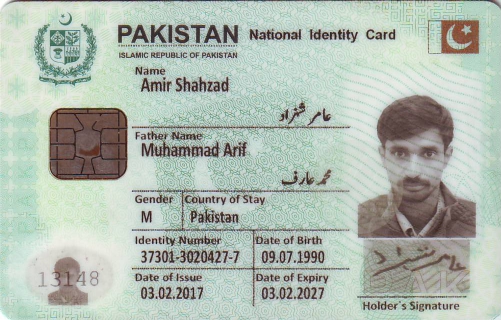 PAKISTAN National Identity Card
ISLAMIC REPUBLIC OF PAKISTAN
Name
Amir Shahzad
عامر شہزاد
Father Name
Muhammad Arif
محمد عارف
Gender Country of Stay
M Pakistan
Identity Number Date of Birth
37301-3020427-7 09.07.1990
Date of Issue Date of Expiry
03.02.2017 03.02.2027
13148
عامر شہزاد
Holder's Signature